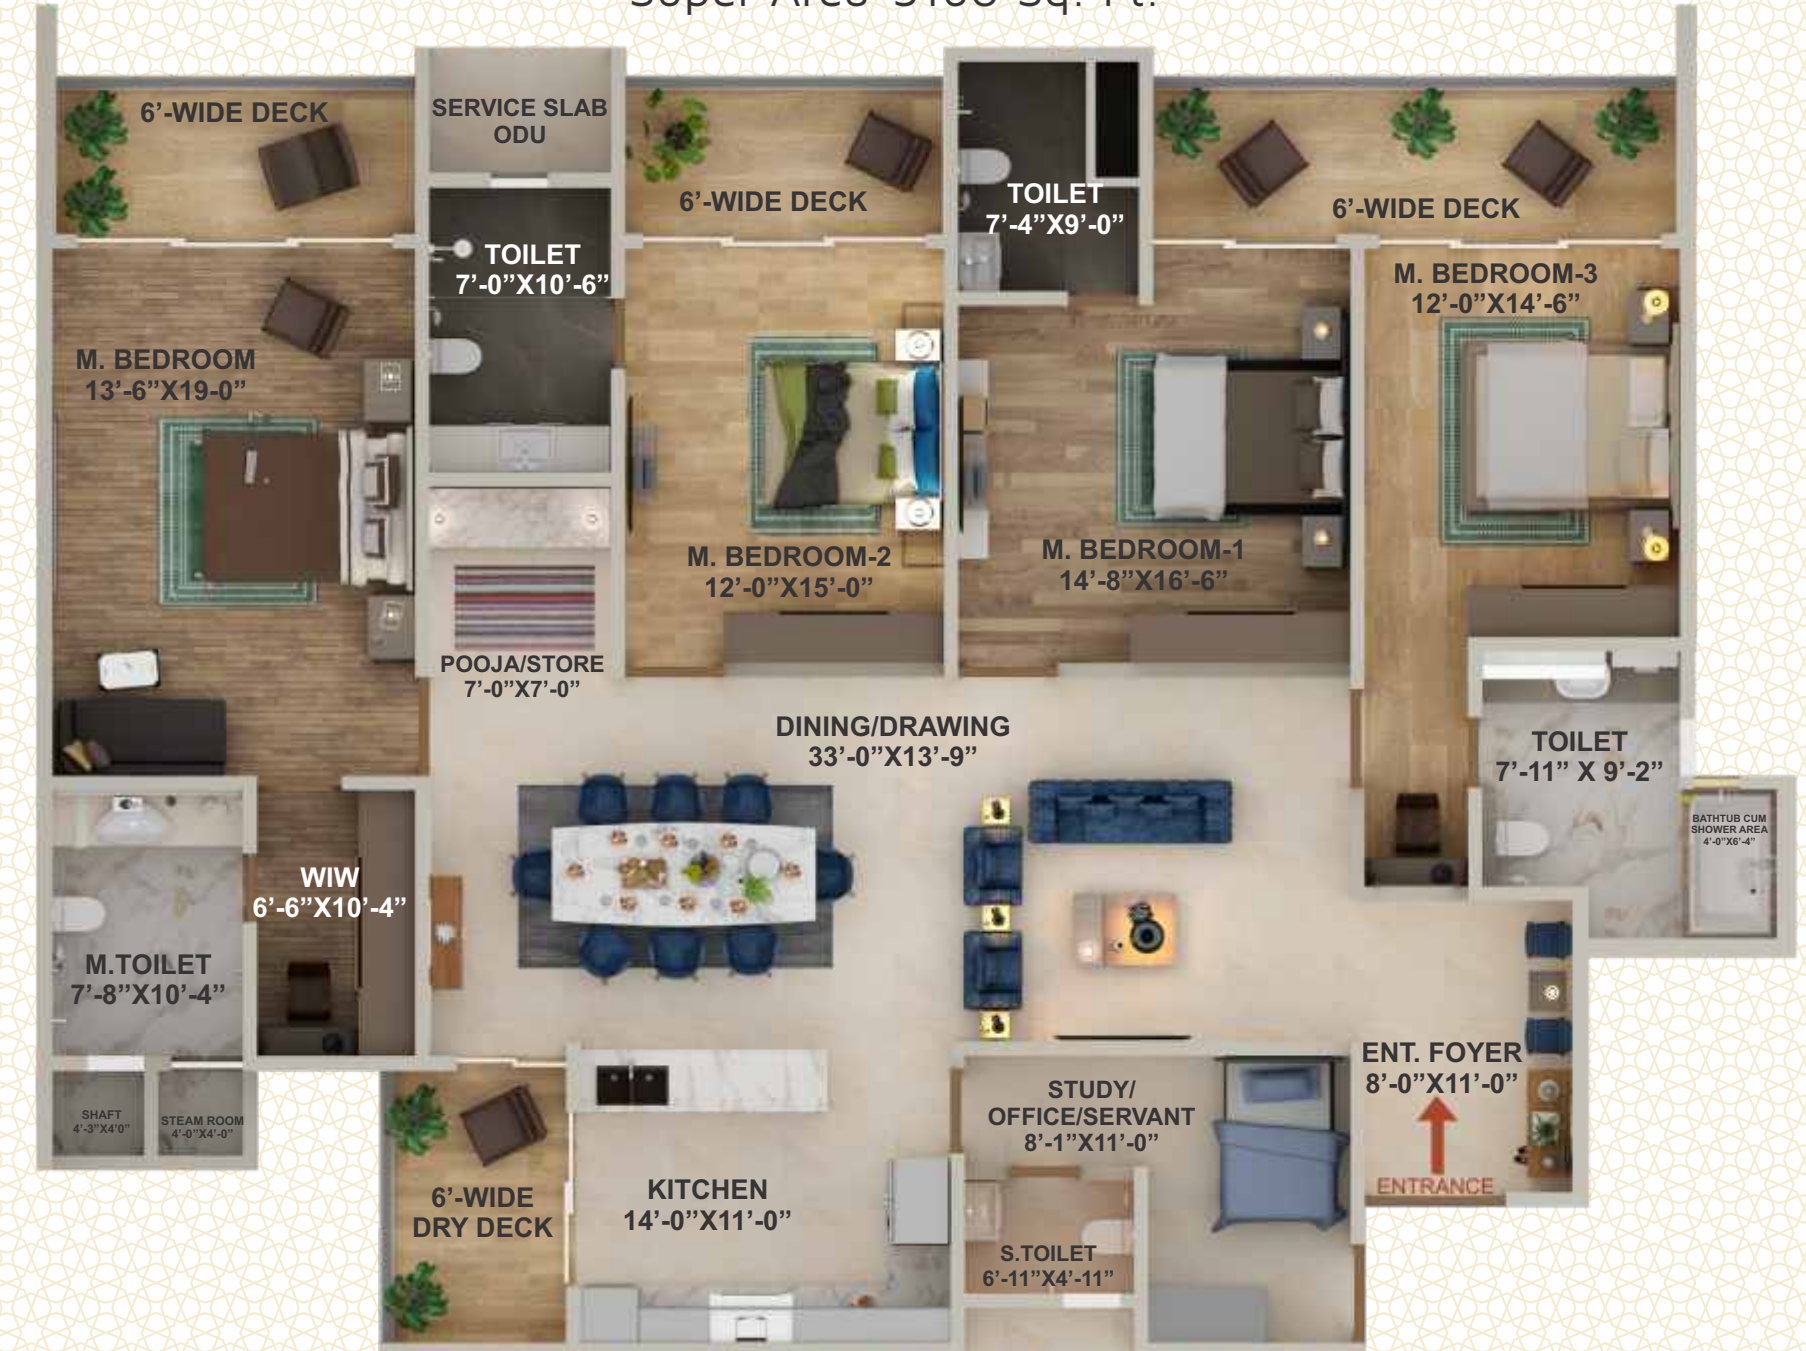 6’-WIDE DECK
SERVICE SLAB
ODU
6’-WIDE DECK
TOILET
7’-4”X9’-0”
6’-WIDE DECK
TOILET
7’-0”X10’-6”
M. BEDROOM-3
12’-0”X14’-6”
M. BEDROOM
13’-6”X19-0”
M. BEDROOM-2
12’-0”X15’-0”
M. BEDROOM-1
14’-8”X16’-6”
POOJA/STORE
7’-0”X7’-0”
DINING/DRAWING
33’-0”X13’-9”
TOILET
7’-11” X 9’-2”
BATHTUB CUM
SHOWER AREA
4’-0”X6’-4”
WIW
6’-6”X10’-4”
M.TOILET
7’-8”X10’-4”
ENT. FOYER
8’-0”X11’-0”
ENTRANCE
SHAFT
4’-3”X4’0”
STEAM ROOM
4’-0”X4’-0”
STUDY/
OFFICE/SERVANT
8’-1”X11’-0”
6’-WIDE
DRY DECK
KITCHEN
14’-0”X11’-0”
S.TOILET
6’-11”X4’-11”